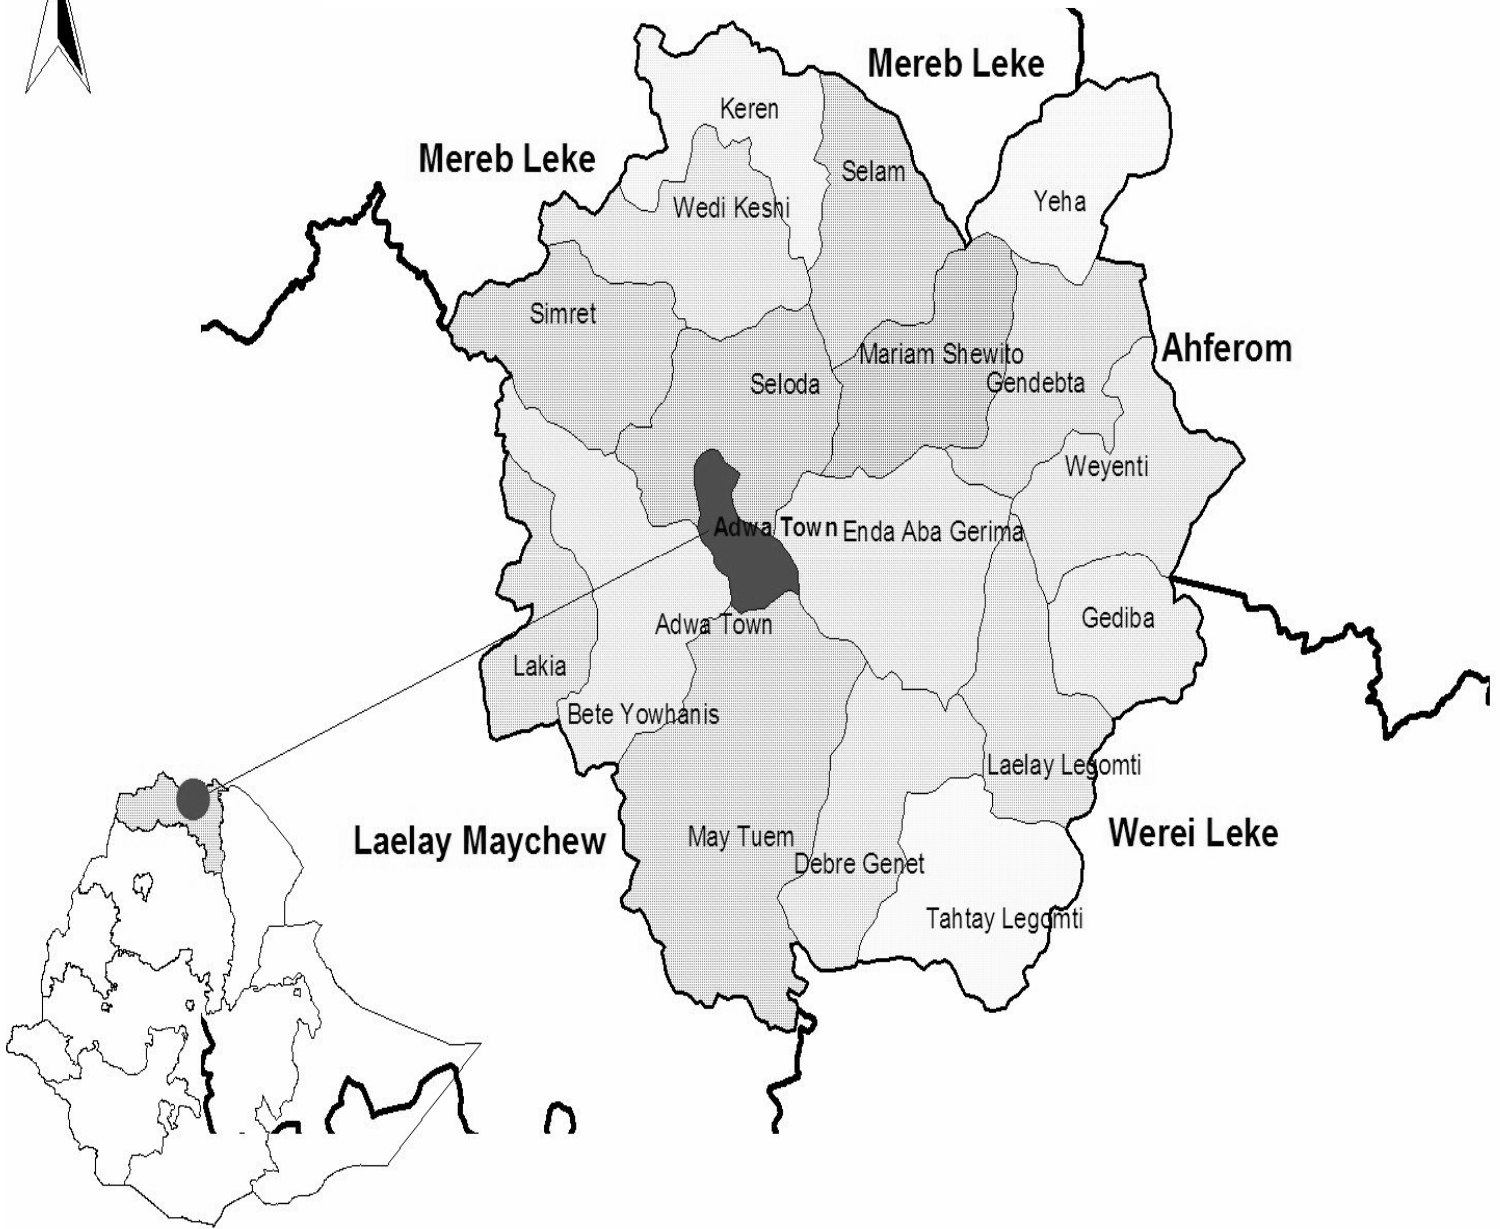 Mereb Leke
Keren
Mereb Leke
Selam
Yeha
Wedi Keshi
Simret
Ahferom
Mariam Shewito
Seloda
Gendebta
Weyenti
Adwa Town
Enda Aba Gerima
Gediba
Adwa Town
Lakia
Bete Yowhanis
Laelay Legomti
Werei Leke
May Tuem
Laelay Maychew
Debre Genet
Tahtay Legomti